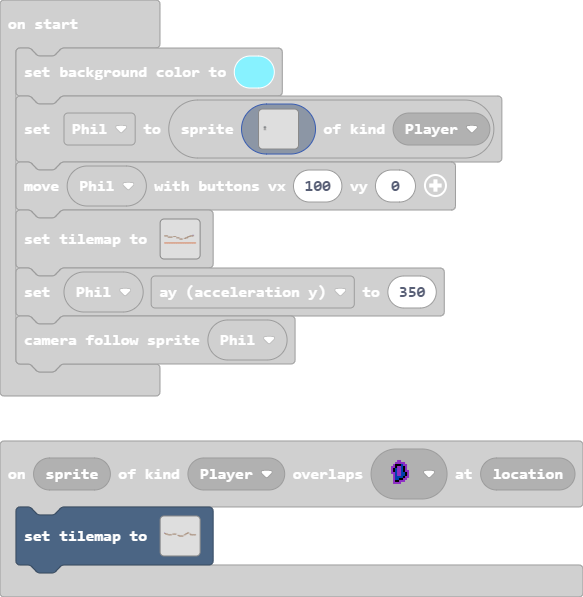 on start
set background color to
set Phil to sprite of kind Player
move Phil with buttons vx 100 vy 0
set tilemap to
set Phil ay (acceleration y) to 350
camera follow sprite Phil
on sprite of kind Player overlaps at location
set tilemap to